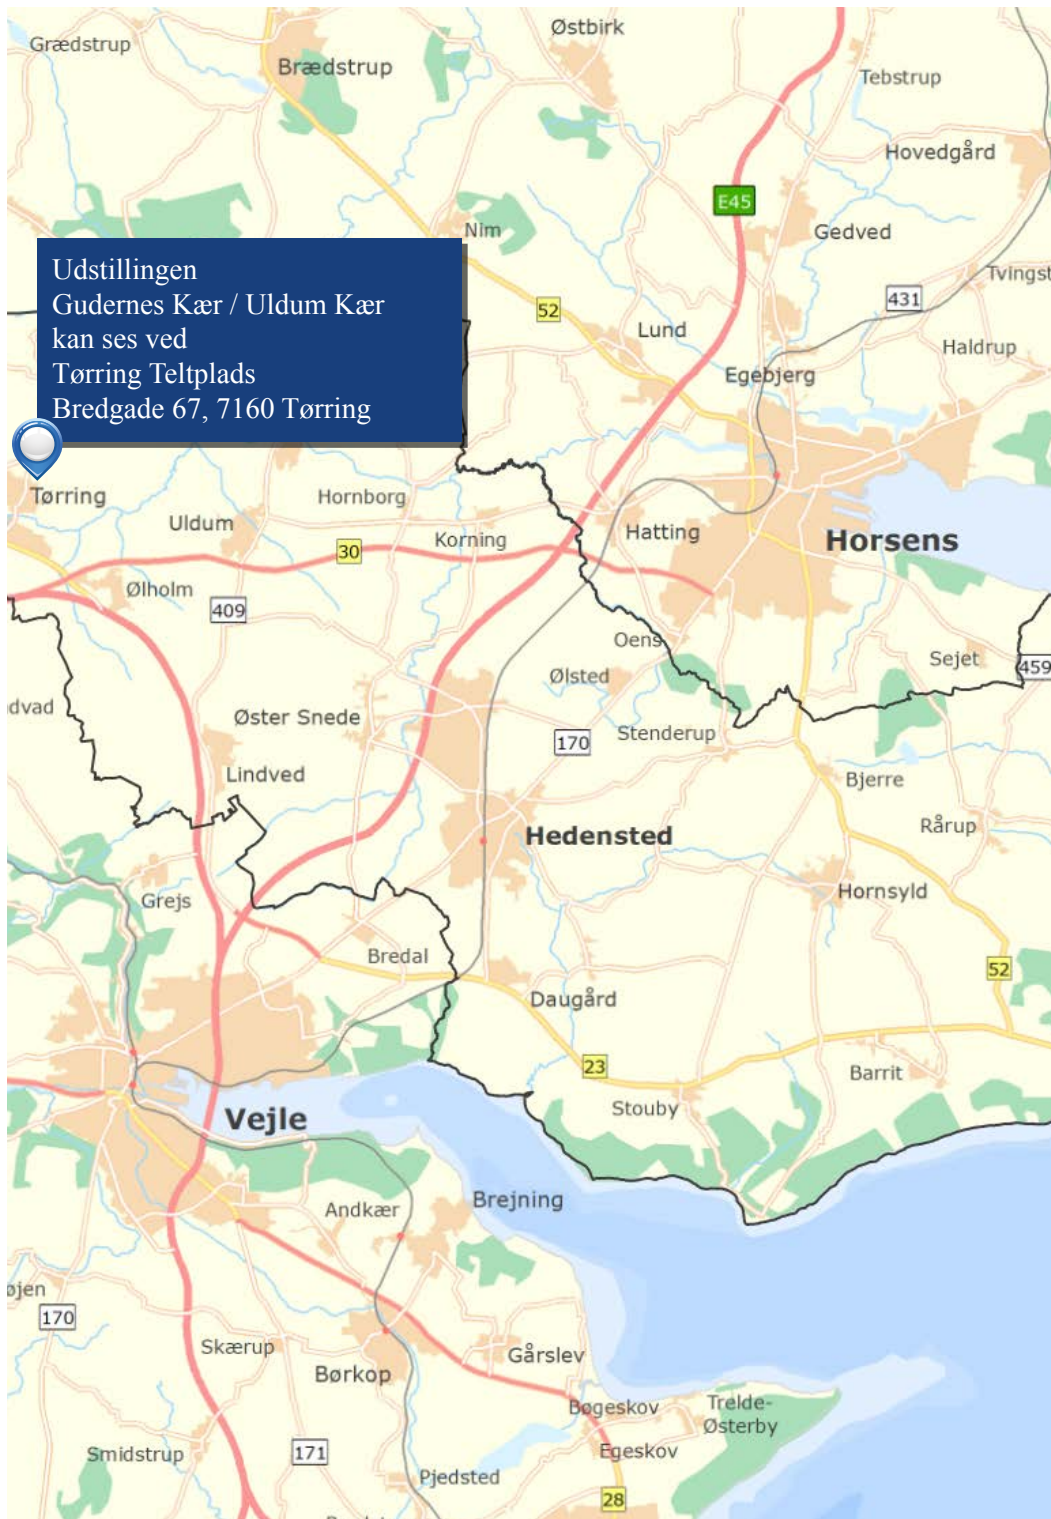 Grædstrup
Østbirk
Brædstrup
Tebstrup
Hovedgård
E45
Nim
Gedved
Udstillingen
Gudernes Kær / Uldum Kær
kan ses ved
Tørring Teltplads
Bredgade 67, 7160 Tørring
Tvingst
431
52
Lund
Haldrup
Egebjerg
Tørring
Hornborg
Uldum
Korning
Hatting
Horsens
30
Ølholm
409
Oens
Sejet
459
Ølsted
dvad
Øster Snede
170
Stenderup
Lindved
Bjerre
Hedensted
Rårup
Grejs
Hornsyld
Bredal
52
Daugård
23
Barrit
Stouby
Vejle
Brejning
Andkær
øjen
170
Skærup
Gårslev
Børkop
Bøgeskov
Trelde-
Østerby
Smidstrup
171
Egeskov
Pjedsted
28